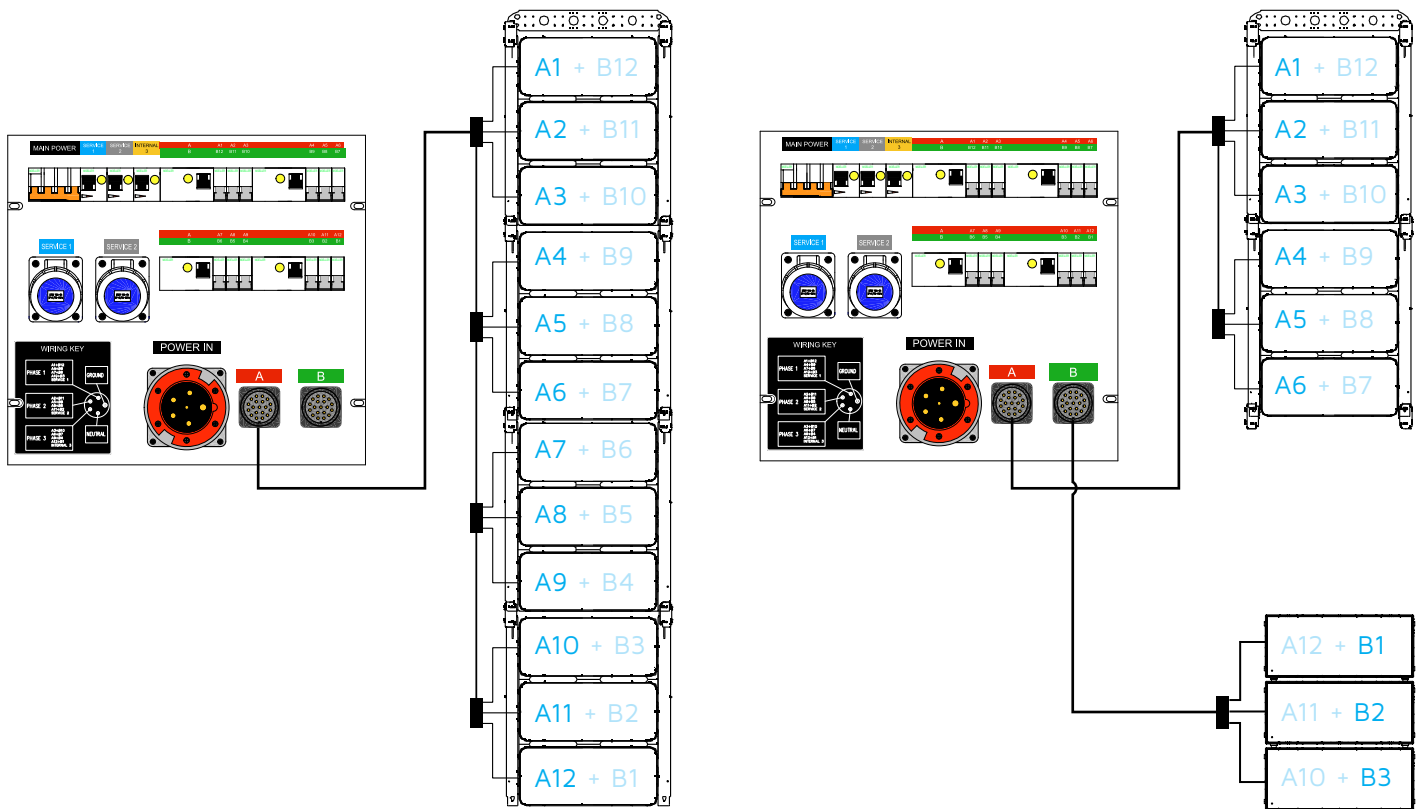 MAIN POWER
SERVICE 1
SERVICE 2
INTERNAL 3
A A1 A2 A3 A4 A5 A6
B B12 B11 B10 B9 B8 B7
SERVICE 1
SERVICE 2
A A7 A8 A9 A10 A11 A12
B B6 B5 B4 B3 B2 B1
WIRING KEY
PHASE 1
GROUND
PHASE 2
PHASE 3
NEUTRAL
POWER IN
A
B
A1 + B12
A2 + B11
A3 + B10
A4 + B9
A5 + B8
A6 + B7
A7 + B6
A8 + B5
A9 + B4
A10 + B3
A11 + B2
A12 + B1
MAIN POWER
SERVICE 1
SERVICE 2
INTERNAL 3
A A1 A2 A3 A4 A5 A6
B B12 B11 B10 B9 B8 B7
SERVICE 1
SERVICE 2
A A7 A8 A9 A10 A11 A12
B B6 B5 B4 B3 B2 B1
WIRING KEY
PHASE 1
GROUND
PHASE 2
PHASE 3
NEUTRAL
POWER IN
A
B
A1 + B12
A2 + B11
A3 + B10
A4 + B9
A5 + B8
A6 + B7
A12 + B1
A11 + B2
A10 + B3